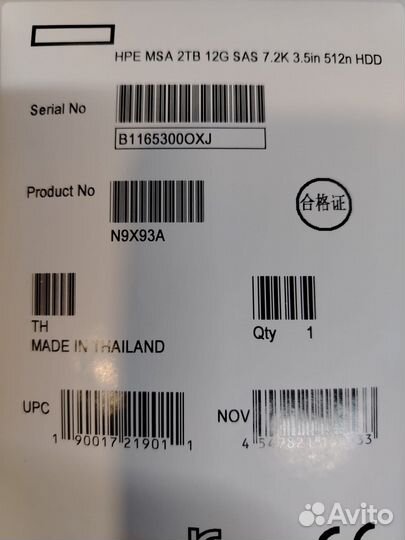 HPE MSA 2TB 12G SAS 7.2K 3.5in 512n HDD
Serial No
B1165300OXJ
Product No
N9X93A
合格证
TH
MADE IN THAILAND
Qty 1
UPC
1 90017 21901 1
NOV
Avito